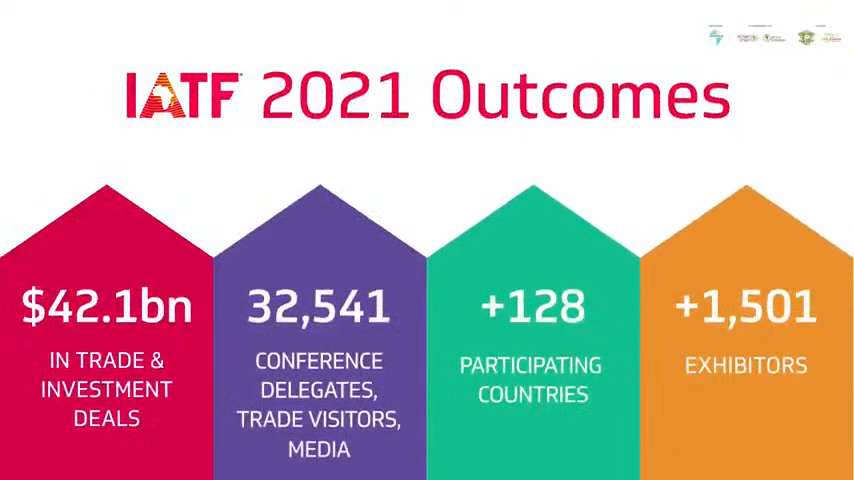 IATF 2021 Outcomes
$42.1bn
IN TRADE &
INVESTMENT
DEALS
32,541
CONFERENCE
DELEGATES,
TRADE VISITORS,
MEDIA
+128
PARTICIPATING
COUNTRIES
+1,501
EXHIBITORS